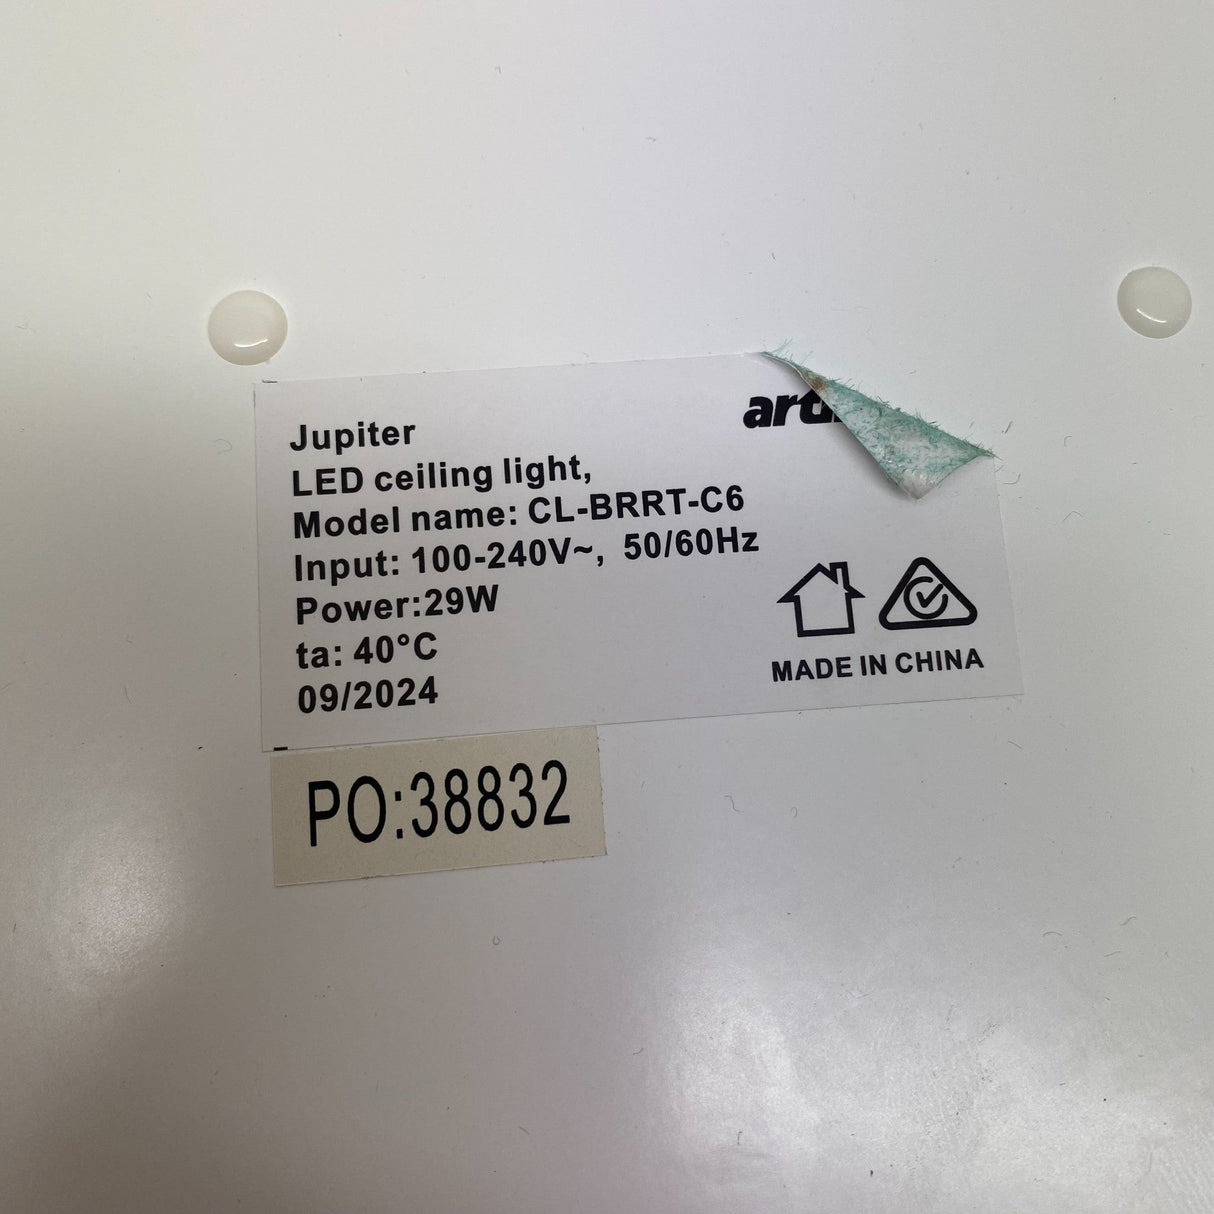 Jupiter
LED ceiling light,
Model name: CL-BRRT-C6
Input: 100-240V~, 50/60Hz
Power:29W
ta: 40°C
09/2024
MADE IN CHINA
PO:38832